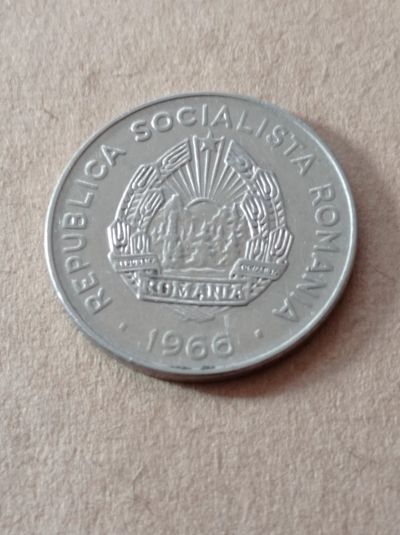 REPUBLICA SOCIALISTA ROMANIA
ROMANIA
· 1966 ·